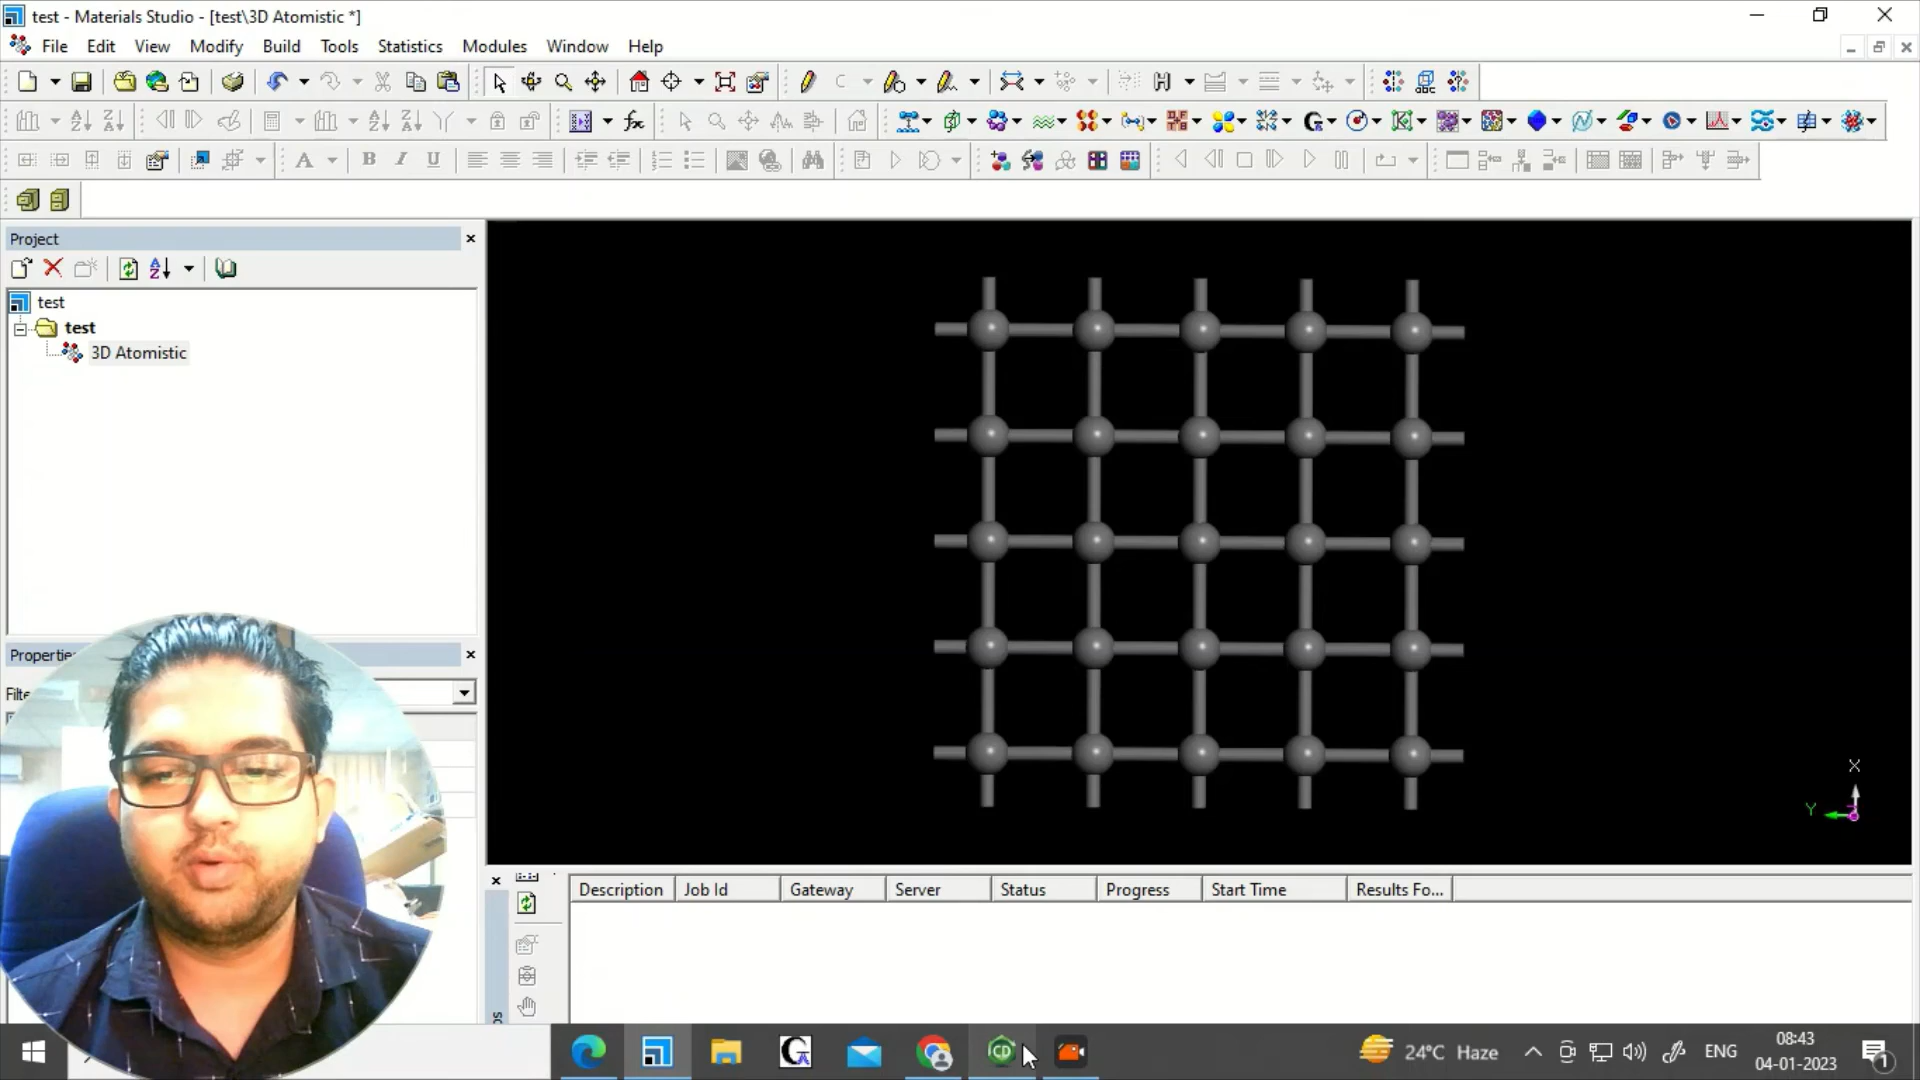 test - Materials Studio - [test\3D Atomistic *]
File Edit View Modify Build Tools Statistics Modules Window Help
Project
test
test
3D Atomistic
X
Y
Description Job Id Gateway Server Status Progress Start Time Results Fo...
24°C Haze ENG
08:43
04-01-2023
1